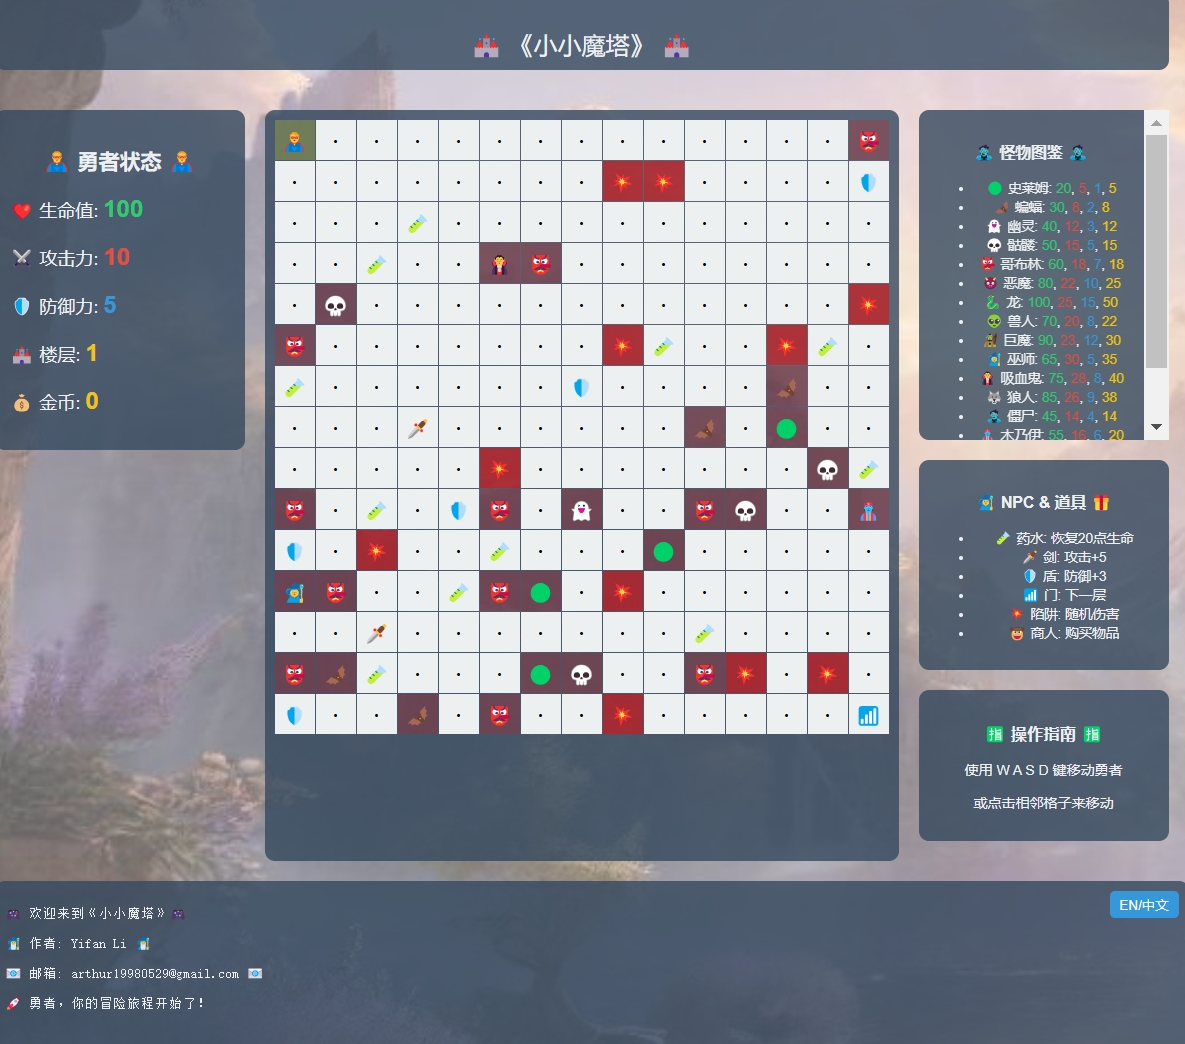 《小小魔塔》
勇者状态
生命值: 100
攻击力: 10
防御力: 5
楼层: 1
金币: 0
怪物图鉴
史莱姆: 20, 5, 1, 5
蝙蝠: 30, 8, 2, 8
幽灵: 40, 12, 3, 12
骷髅: 50, 15, 5, 15
哥布林: 60, 18, 7, 18
恶魔: 80, 22, 10, 25
龙: 100, 25, 15, 50
兽人: 70, 20, 8, 22
巨魔: 90, 23, 12, 30
巫师: 65, 30, 5, 35
吸血鬼: 75, 28, 8, 40
狼人: 85, 26, 9, 38
僵尸: 45, 14, 4, 14
木乃伊: 55, 16, 6, 20
NPC & 道具
药水: 恢复20点生命
剑: 攻击+5
盾: 防御+3
门: 下一层
陷阱: 随机伤害
商人: 购买物品
指 操作指南 指
使用 W A S D 键移动勇者
或点击相邻格子来移动
EN/中文
欢迎来到《小小魔塔》
作者: Yifan Li
邮箱: arthur19980529@gmail.com
勇者，你的冒险旅程开始了!